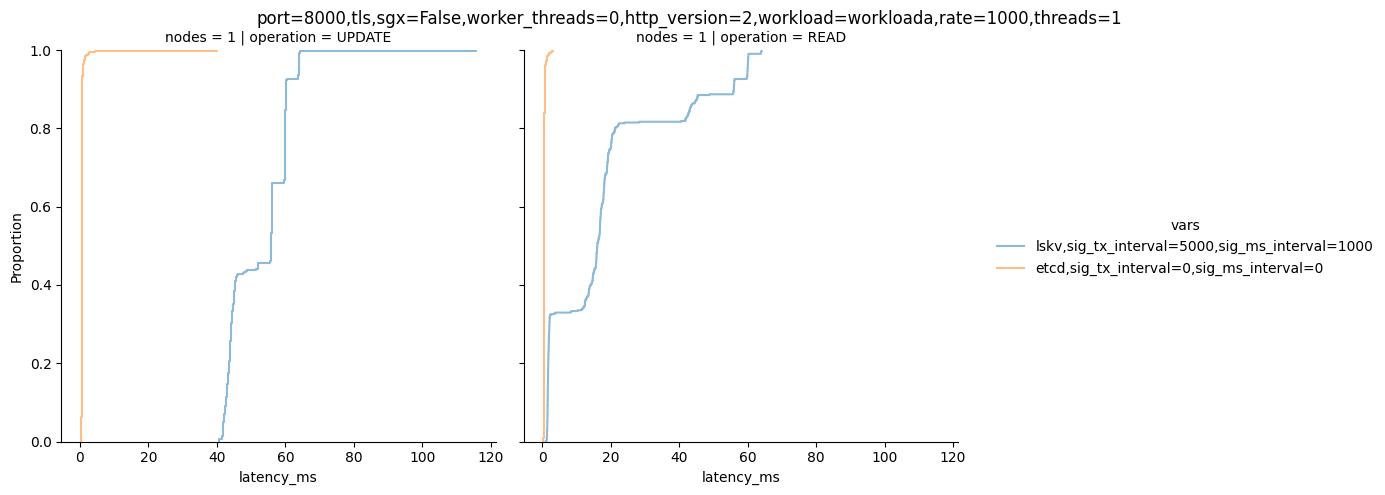 port=8000,tls,sgx=False,worker_threads=0,http_version=2,workload=workloada,rate=1000,threads=1
nodes = 1 | operation = UPDATE
nodes = 1 | operation = READ
1.0
0.8
0.6
0.4
0.2
0.0
Proportion
0 20 40 60 80 100 120
latency_ms
0 20 40 60 80 100 120
latency_ms
vars
lskv,sig_tx_interval=5000,sig_ms_interval=1000
etcd,sig_tx_interval=0,sig_ms_interval=0